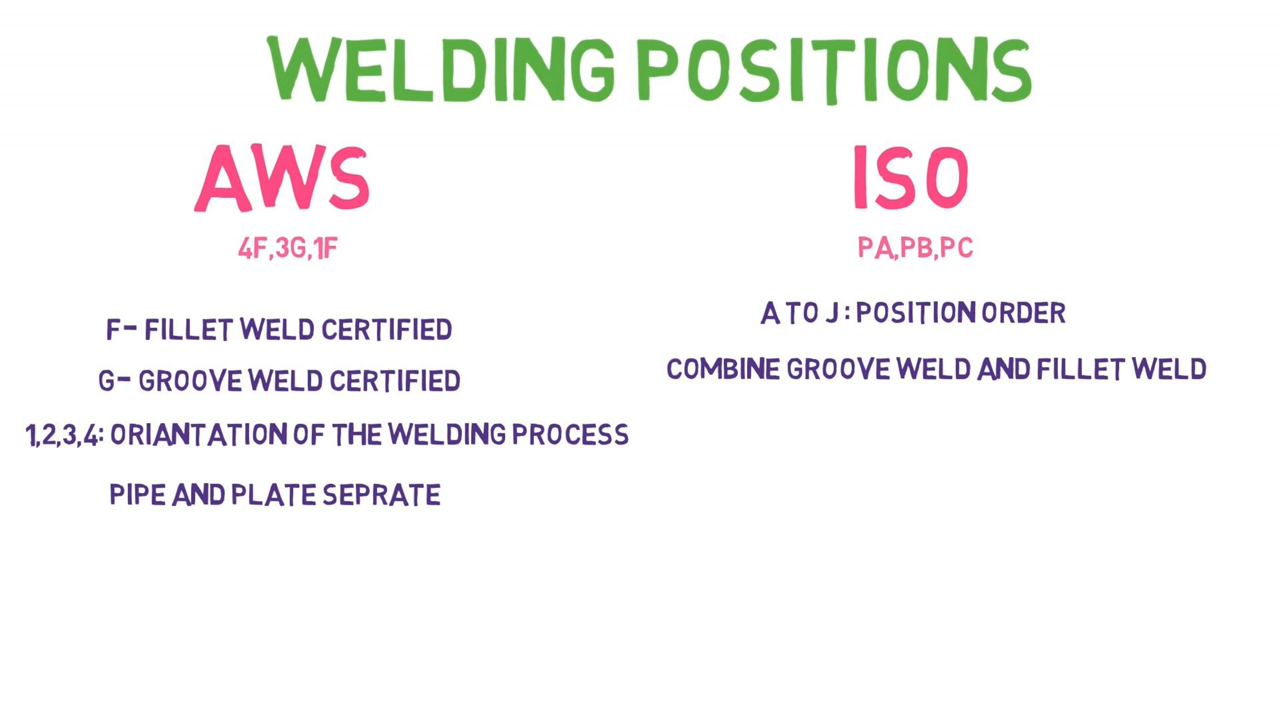 WELDING POSITIONS
AWS
4F,3G,1F
F- FILLET WELD CERTIFIED
G- GROOVE WELD CERTIFIED
1,2,3,4: ORIANTATION OF THE WELDING PROCESS
PIPE AND PLATE SEPRATE
ISO
PA,PB,PC
A TO J : POSITION ORDER
COMBINE GROOVE WELD AND FILLET WELD